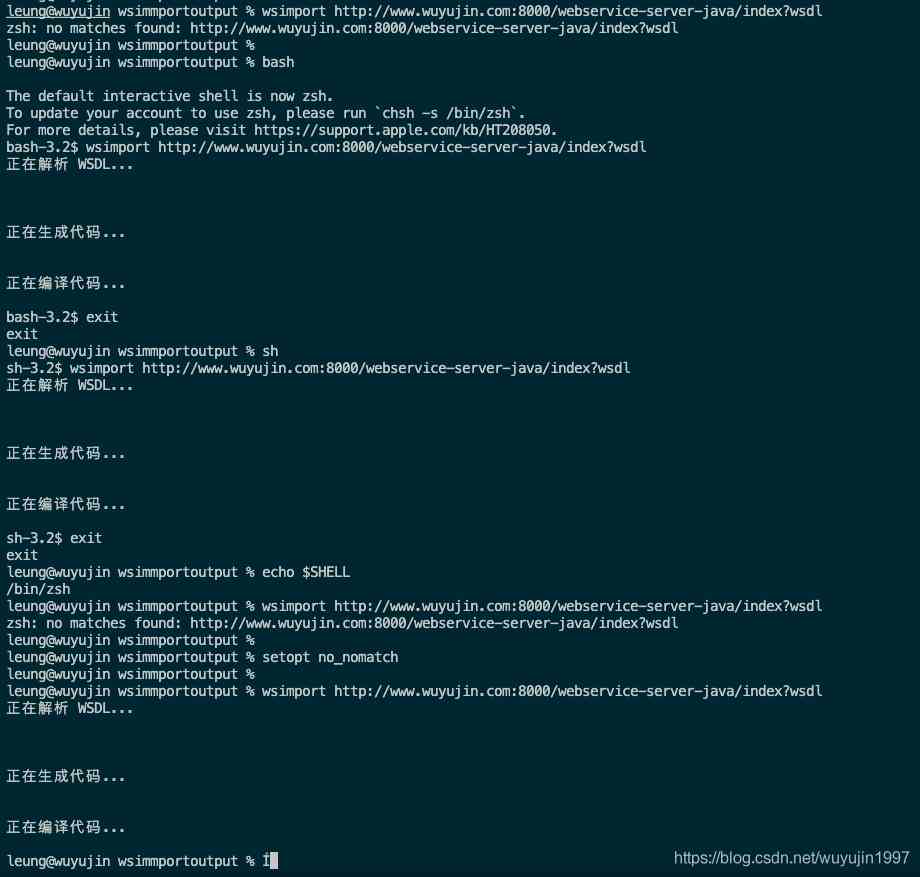 leung@wuyujin wsimmportoutput % wsimport http://www.wuyujin.com:8000/webservice-server-java/index?wsdl
zsh: no matches found: http://www.wuyujin.com:8000/webservice-server-java/index?wsdl
leung@wuyujin wsimmportoutput %
leung@wuyujin wsimmportoutput % bash
The default interactive shell is now zsh.
To update your account to use zsh, please run `chsh -s /bin/zsh`.
For more details, please visit https://support.apple.com/kb/HT208050.
bash-3.2$ wsimport http://www.wuyujin.com:8000/webservice-server-java/index?wsdl
正在解析 WSDL...
正在生成代码...
正在编译代码...
bash-3.2$ exit
exit
leung@wuyujin wsimmportoutput % sh
sh-3.2$ wsimport http://www.wuyujin.com:8000/webservice-server-java/index?wsdl
正在解析 WSDL...
正在生成代码...
正在编译代码...
sh-3.2$ exit
exit
leung@wuyujin wsimmportoutput % echo $SHELL
/bin/zsh
leung@wuyujin wsimmportoutput % wsimport http://www.wuyujin.com:8000/webservice-server-java/index?wsdl
zsh: no matches found: http://www.wuyujin.com:8000/webservice-server-java/index?wsdl
leung@wuyujin wsimmportoutput %
leung@wuyujin wsimmportoutput % setopt no_nomatch
leung@wuyujin wsimmportoutput %
leung@wuyujin wsimmportoutput % wsimport http://www.wuyujin.com:8000/webservice-server-java/index?wsdl
正在解析 WSDL...
正在生成代码...
正在编译代码...
leung@wuyujin wsimmportoutput %
https://blog.csdn.net/wuyujin1997